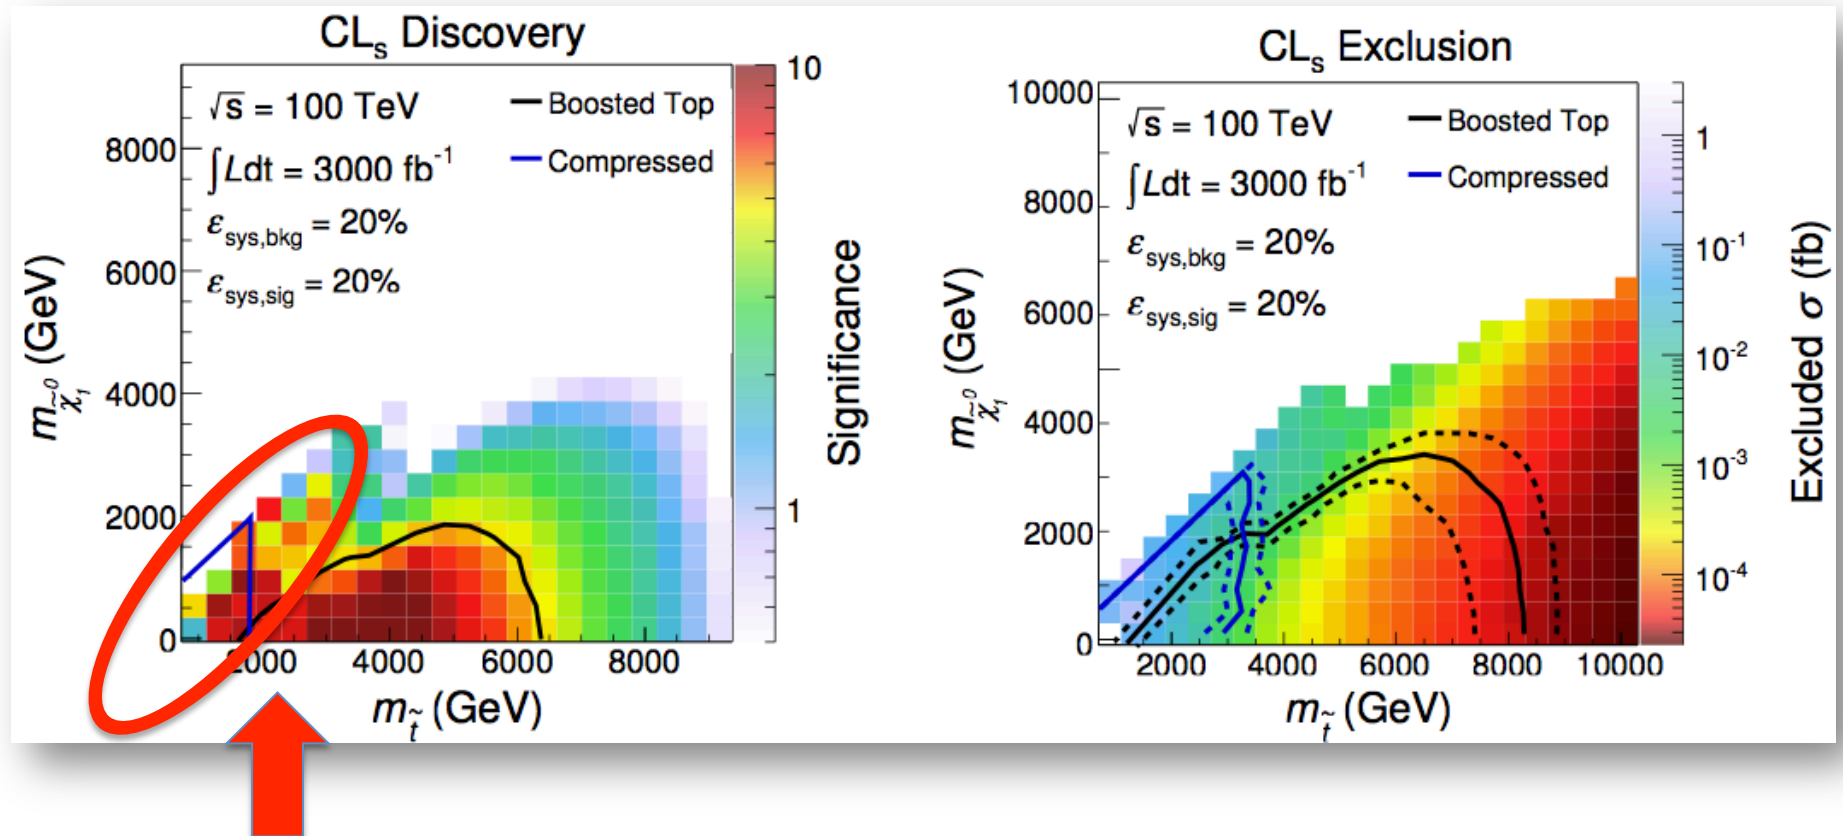 CLs Discovery
√s = 100 TeV
∫Ldt = 3000 fb-1
εsys,bkg = 20%
εsys,sig = 20%
Boosted Top
Compressed
8000
6000
4000
2000
0
mχ̃10 (GeV)
2000 4000 6000 8000
mt̃ (GeV)
10
1
Significance
CLs Exclusion
√s = 100 TeV
∫Ldt = 3000 fb-1
εsys,bkg = 20%
εsys,sig = 20%
Boosted Top
Compressed
10000
8000
6000
4000
2000
0
mχ̃10 (GeV)
2000 4000 6000 8000 10000
mt̃ (GeV)
1
10-1
10-2
10-3
10-4
Excluded σ (fb)